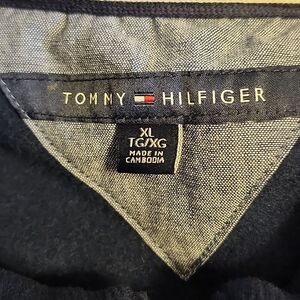 TOMMY HILFIGER
XL
TG/XG
MADE IN
CAMBODIA